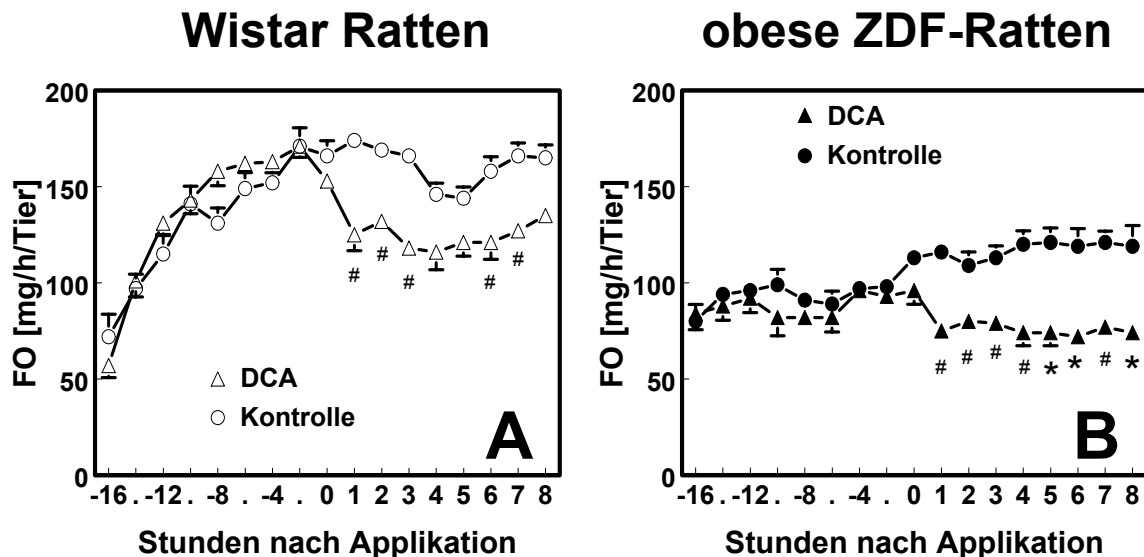 Wistar Ratten
obese ZDF-Ratten
FO [mg/h/Tier]
200
150
100
50
0
DCA
Kontrolle
A
# # # # #
-16 . -12 . -8 . -4 . 0 1 2 3 4 5 6 7 8
Stunden nach Applikation
FO [mg/h/Tier]
200
150
100
50
0
DCA
Kontrolle
B
# # # # * * # *
-16 . -12 . -8 . -4 . 0 1 2 3 4 5 6 7 8
Stunden nach Applikation